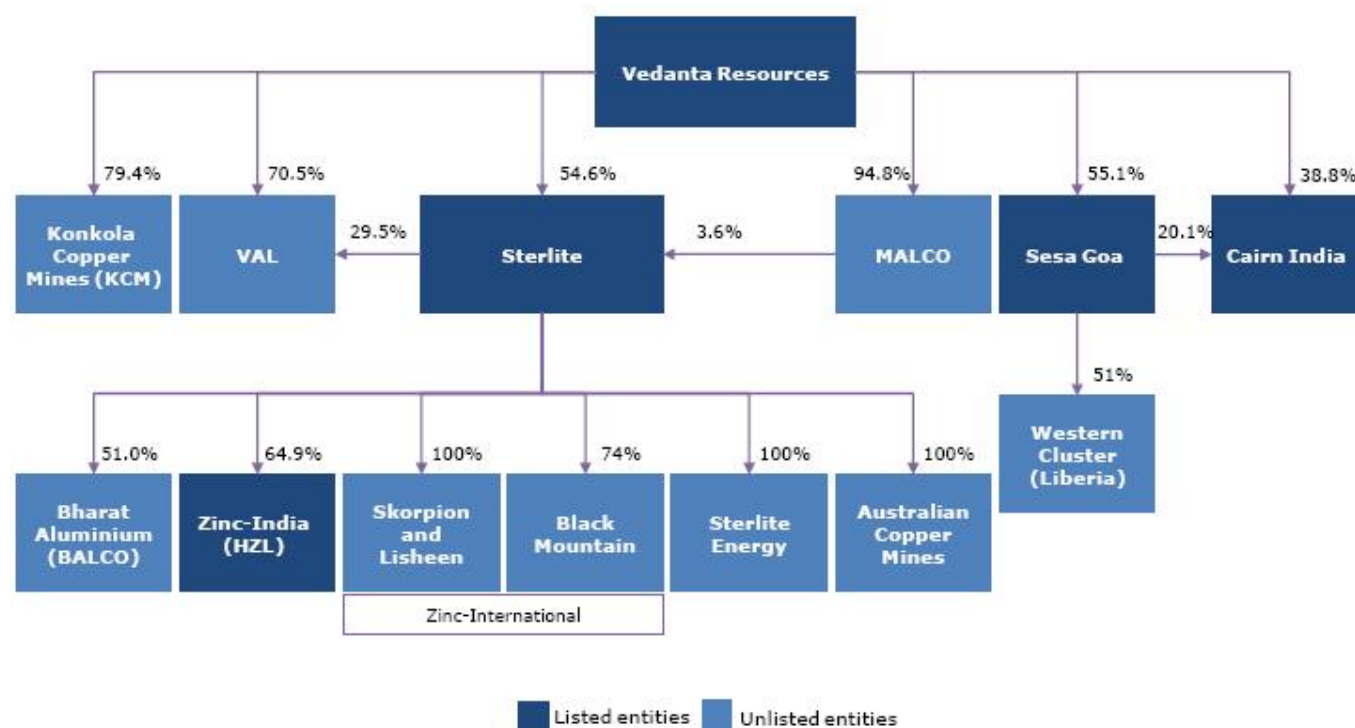 Vedanta Resources
79.4%
70.5%
54.6%
94.8%
55.1%
38.8%
Konkola
Copper
Mines (KCM)
VAL
29.5%
Sterlite
3.6%
MALCO
Sesa Goa
20.1%
Cairn India
51%
Western
Cluster
(Liberia)
51.0%
64.9%
100%
74%
100%
100%
Bharat
Aluminium
(BALCO)
Zinc-India
(HZL)
Skorpion
and
Lisheen
Black
Mountain
Sterlite
Energy
Australian
Copper
Mines
Zinc-International
Listed entities
Unlisted entities